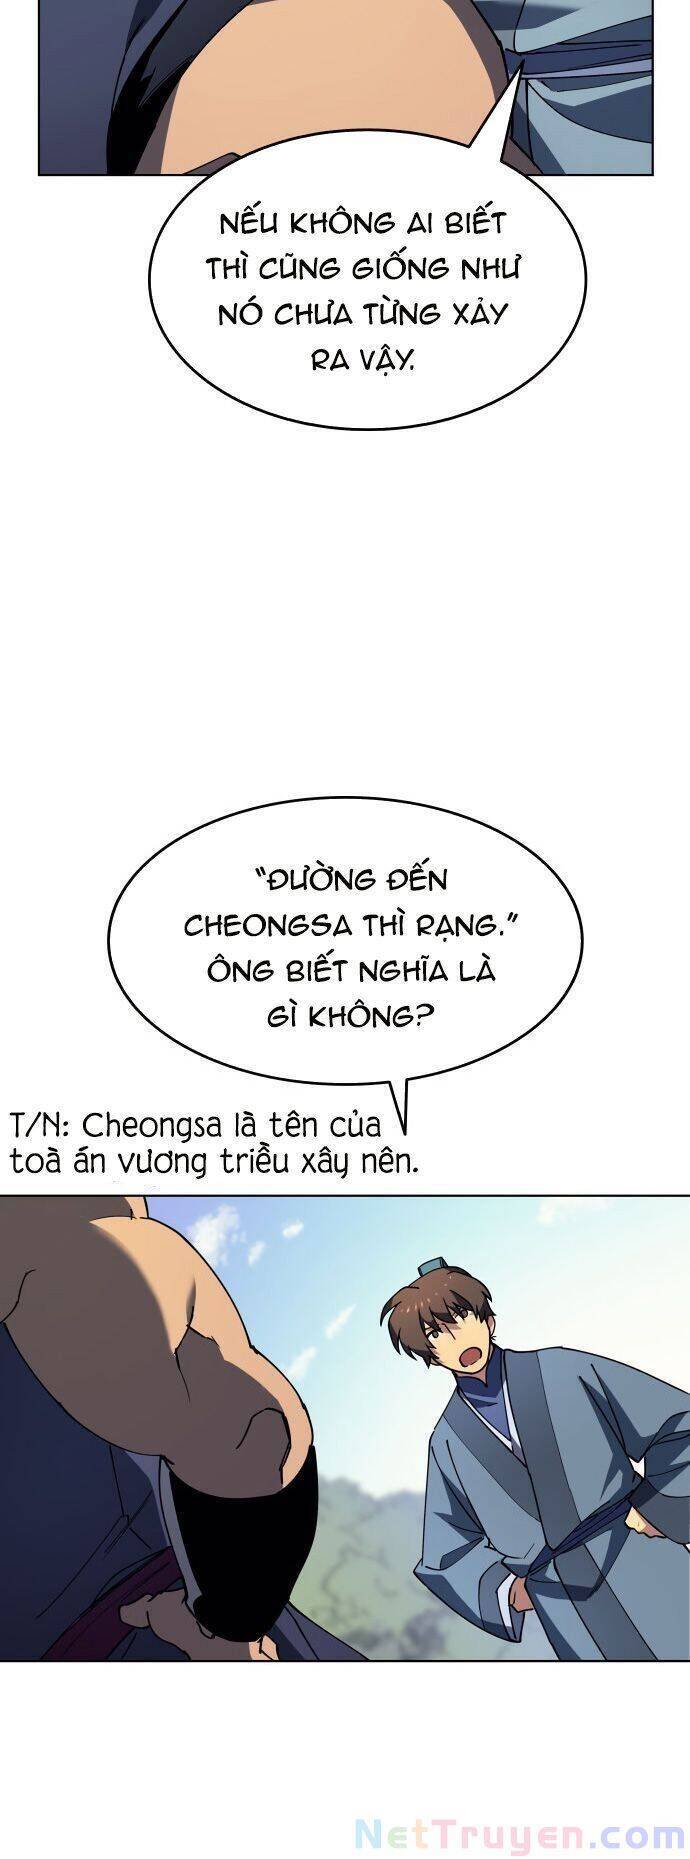 NẾU KHÔNG AI BIẾT
THÌ CŨNG GIỐNG NHƯ
NÓ CHƯA TỪNG XẢY
RA VẬY.
"ĐƯỜNG ĐẾN
CHEONGSA THÌ RẠNG."
ÔNG BIẾT NGHĨA LÀ
GÌ KHÔNG?
T/N: Cheongsa là tên của
toà án vương triều xây nên.
NetTruyen.com